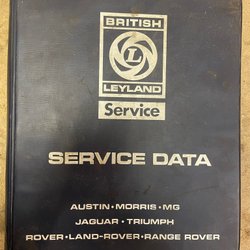 BRITISH
L
LEYLAND
Service
SERVICE DATA
AUSTIN·MORRIS·MG
JAGUAR·TRIUMPH
ROVER·LAND-ROVER·RANGE ROVER